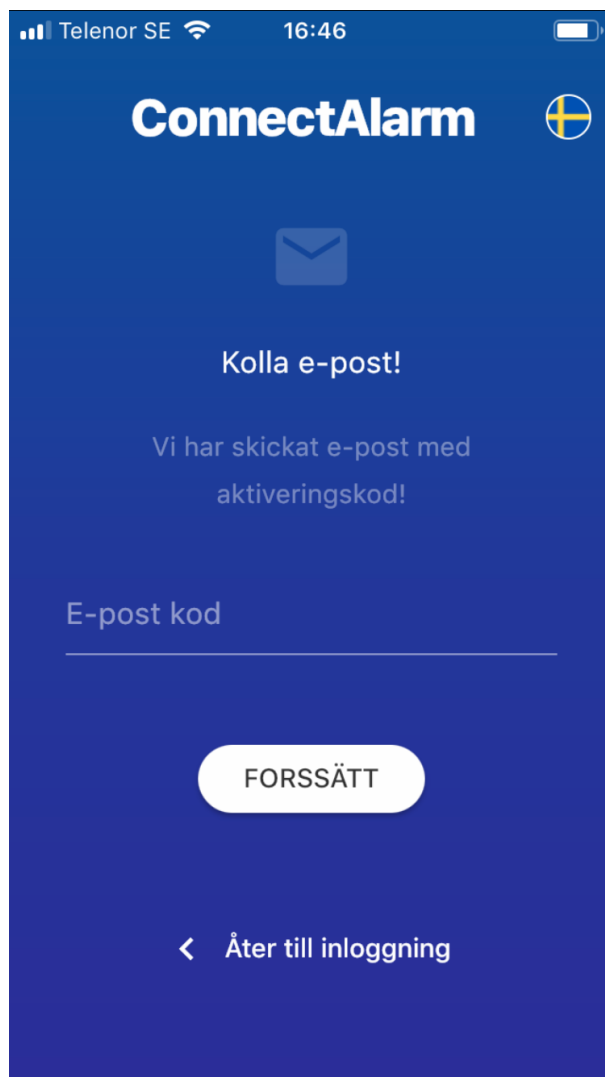 Telenor SE 16:46
ConnectAlarm
Kolla e-post!
Vi har skickat e-post med
aktiveringskod!
E-post kod
FORSSÄTT
Åter till inloggning